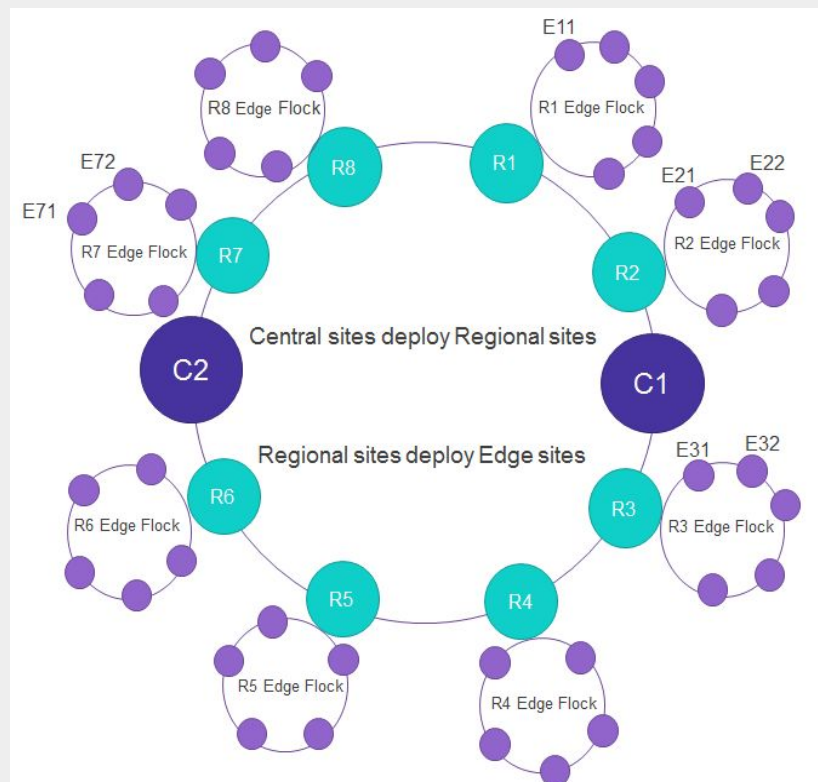 E11
R8 Edge Flock
R1 Edge Flock
E72
R8
R1
E22
E21
E71
R7 Edge Flock
R2 Edge Flock
R7
R2
Central sites deploy Regional sites
C2
C1
Regional sites deploy Edge sites
E32
E31
R6
R3
R6 Edge Flock
R3 Edge Flock
R5
R4
R5 Edge Flock
R4 Edge Flock